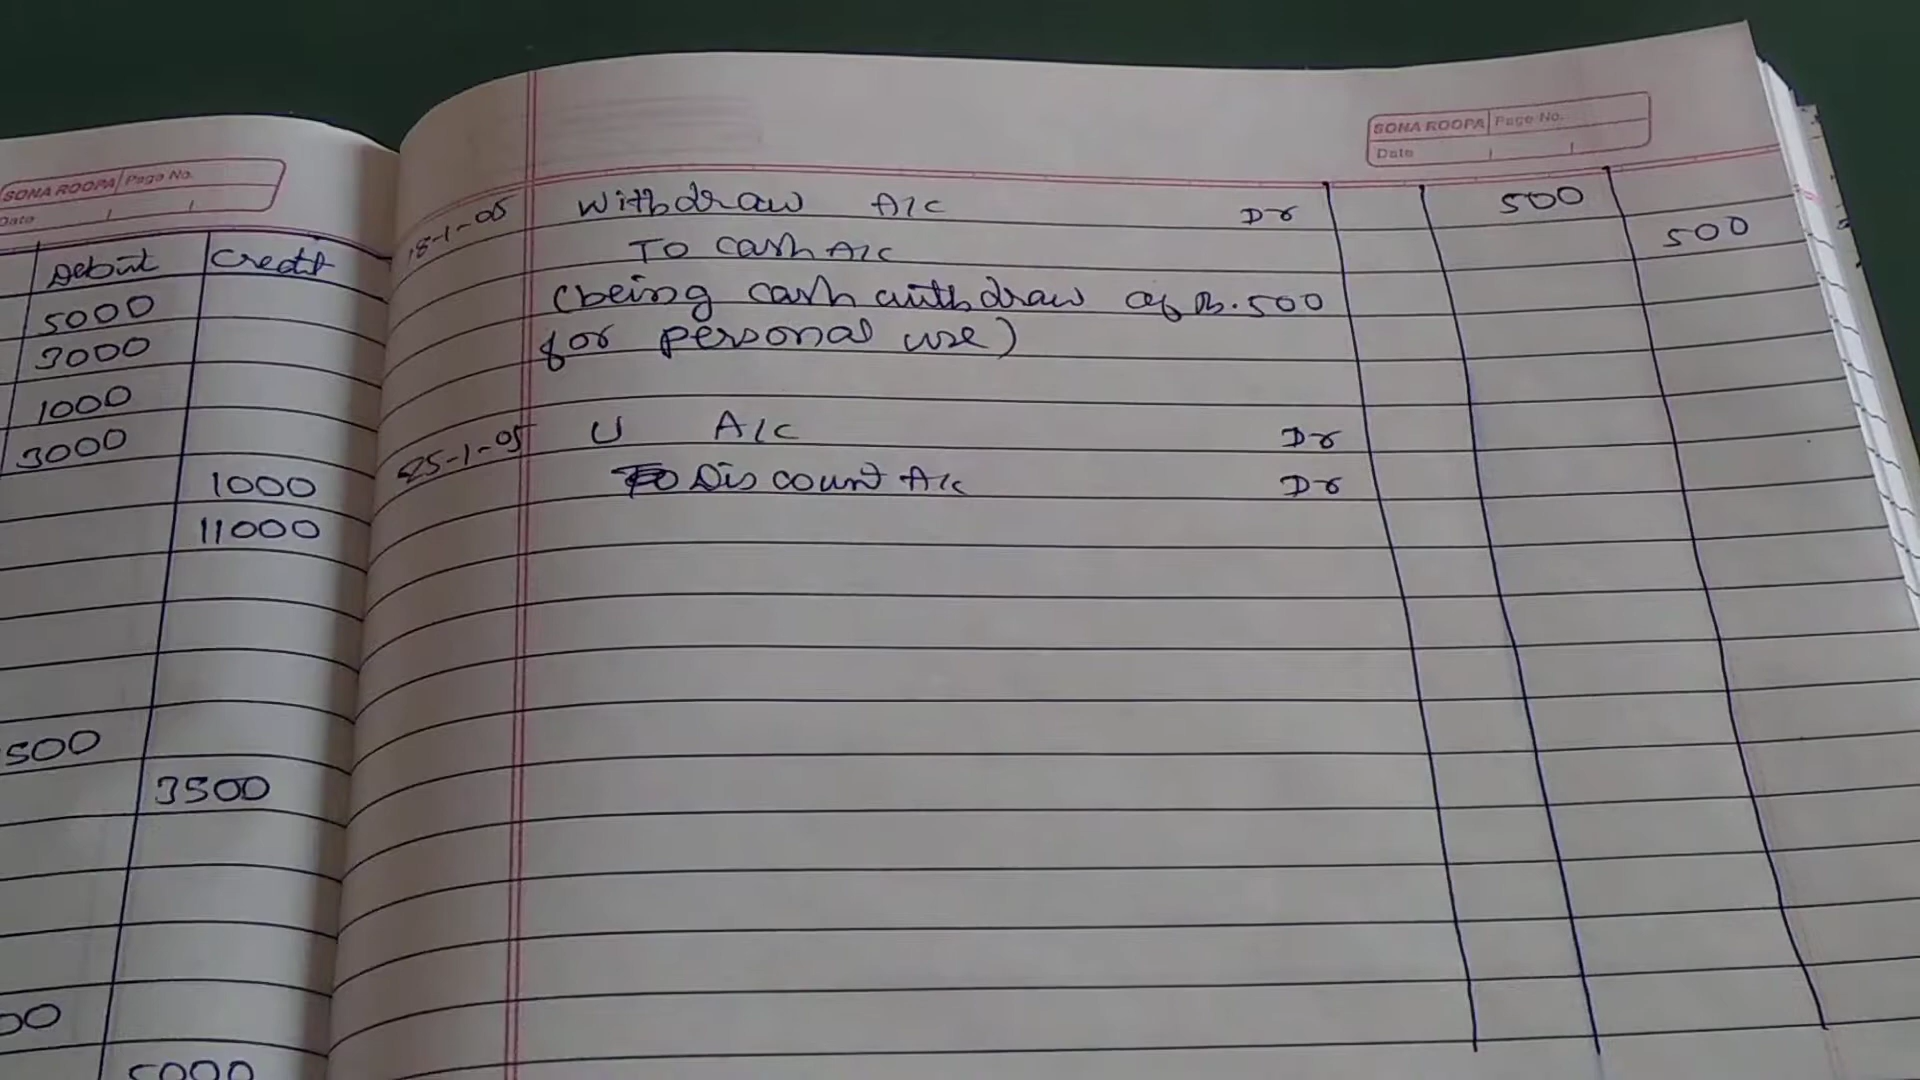 SONA ROOPA Page No.
Date
Debit Credit
5000
3000
1000
3000
1000
11000
500
3500
00
5000
SONA ROOPA Page No.
Date
18-1-05 Withdraw A/c Dr 500
To cash A/c 500
(being cash withdraw of Rs.500
for personal use)
25-1-05 U A/c Dr
Discount A/c Dr